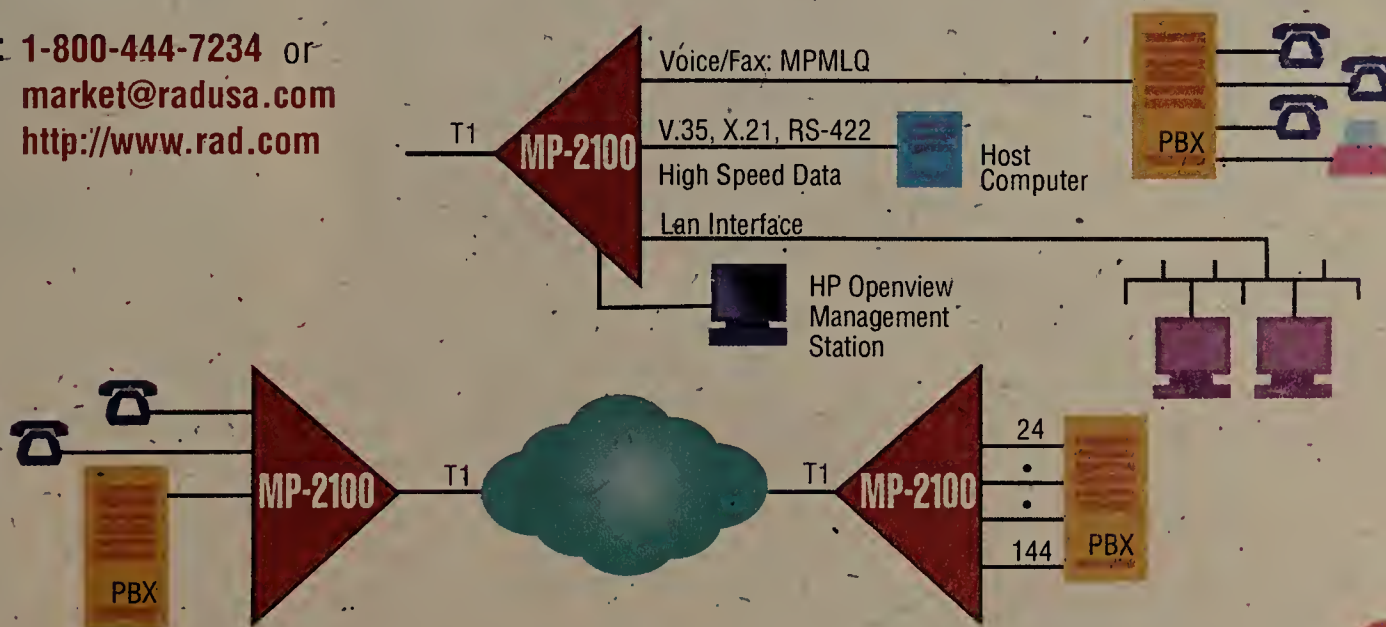 : 1-800-444-7234 or
market@radusa.com
http://www.rad.com
T1
MP-2100
Voice/Fax: MPMLQ
V.35, X.21, RS-422
High Speed Data
Lan Interface
Host
Computer
PBX
HP Openview
Management
Station
MP-2100
PBX
T1
T1
MP-2100
24
144
PBX